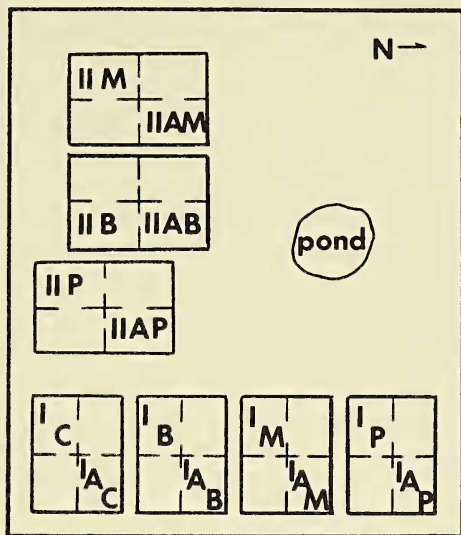 N→
II M
IIAM
II B IIAB
pond
II P
IIAP
I C
I B
I M
I P
IA C
IA B
IA M
IA P